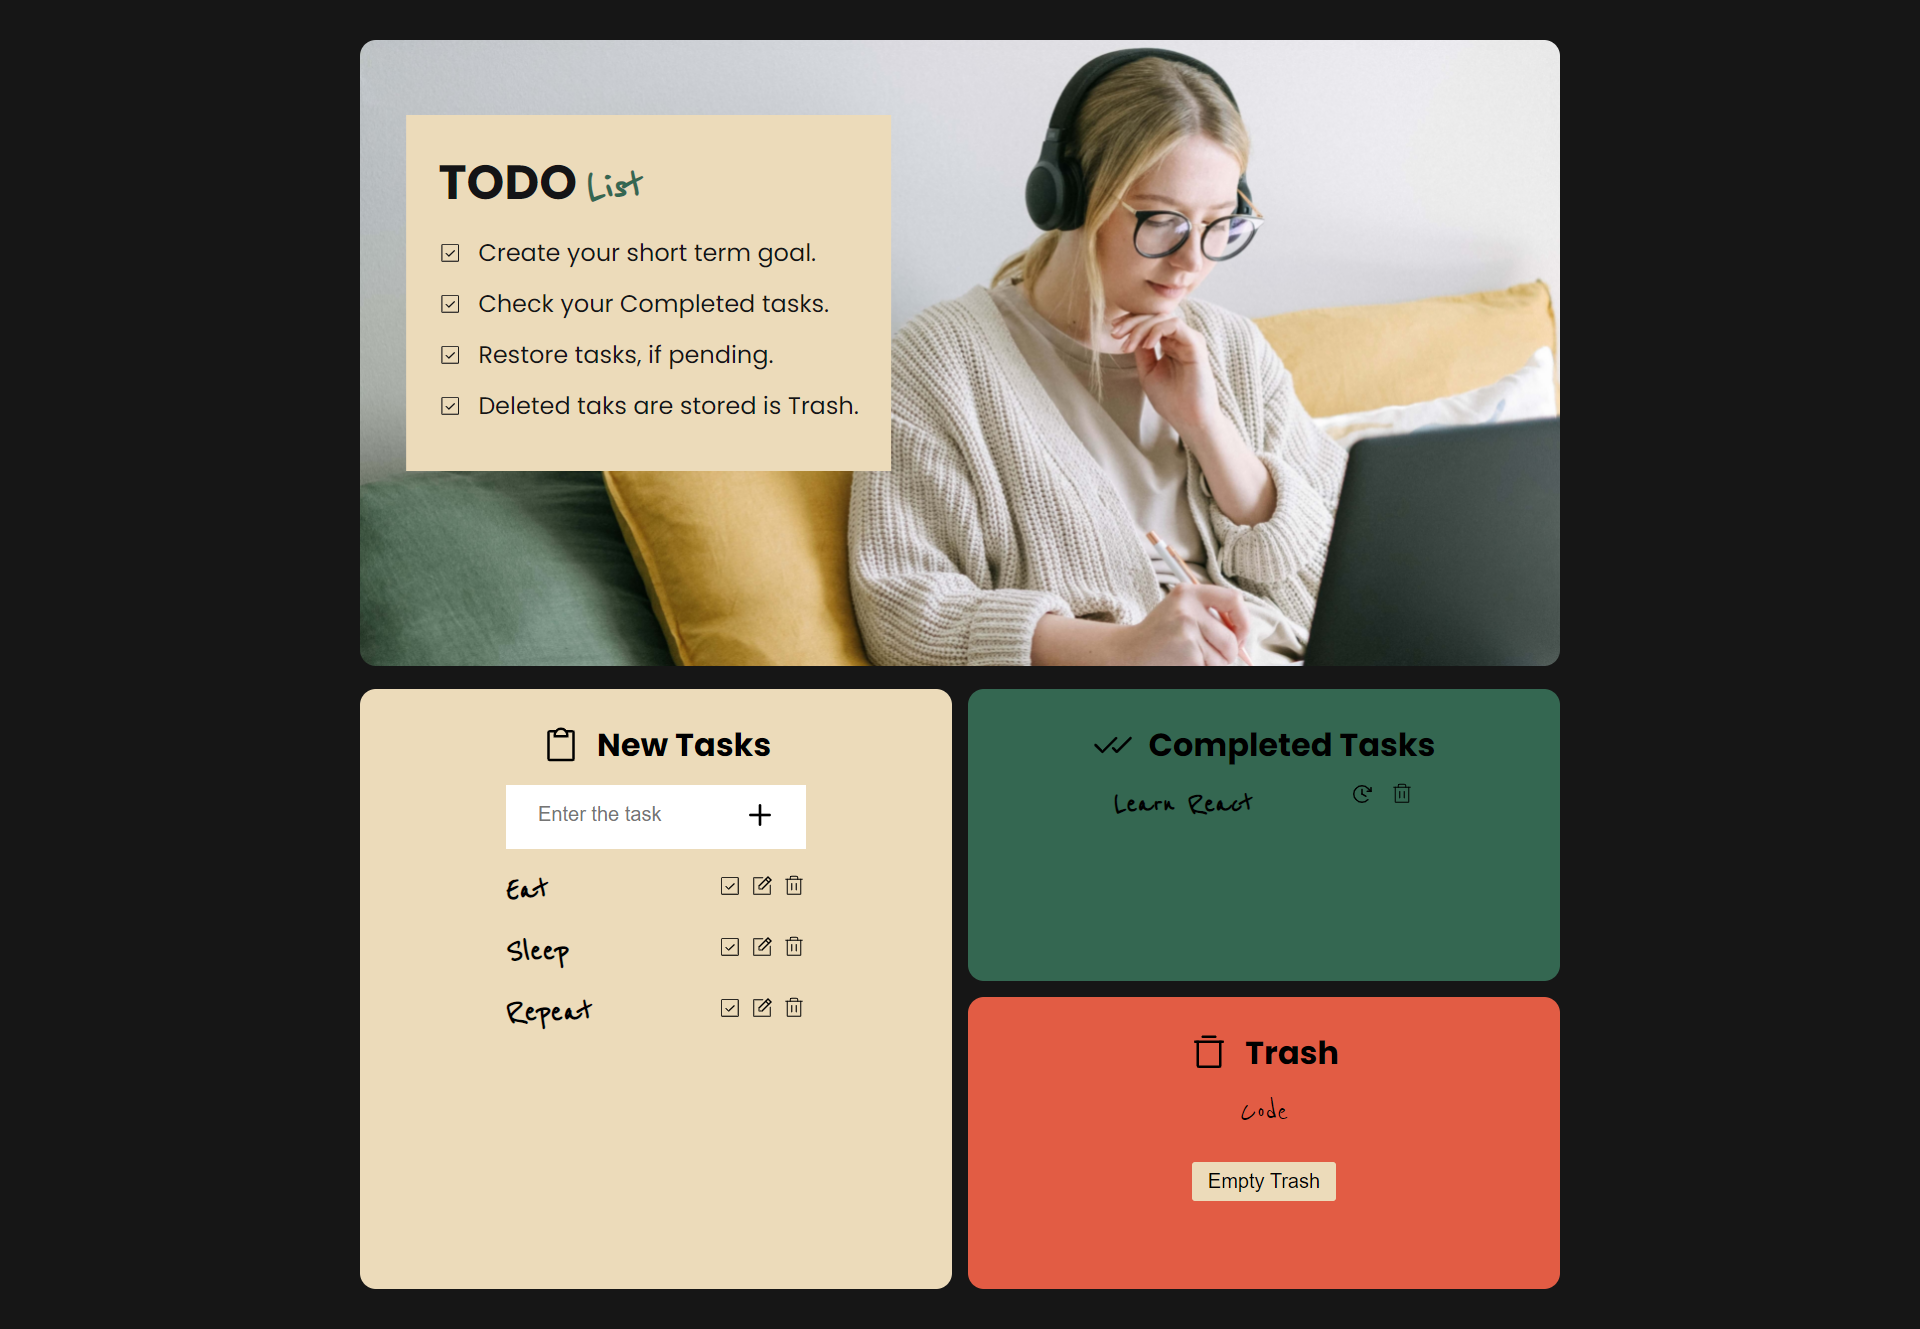 TODO List
Create your short term goal.
Check your Completed tasks.
Restore tasks, if pending.
Deleted taks are stored is Trash.
New Tasks
Enter the task
Eat
Sleep
Repeat
Completed Tasks
Learn React
Trash
Code
Empty Trash